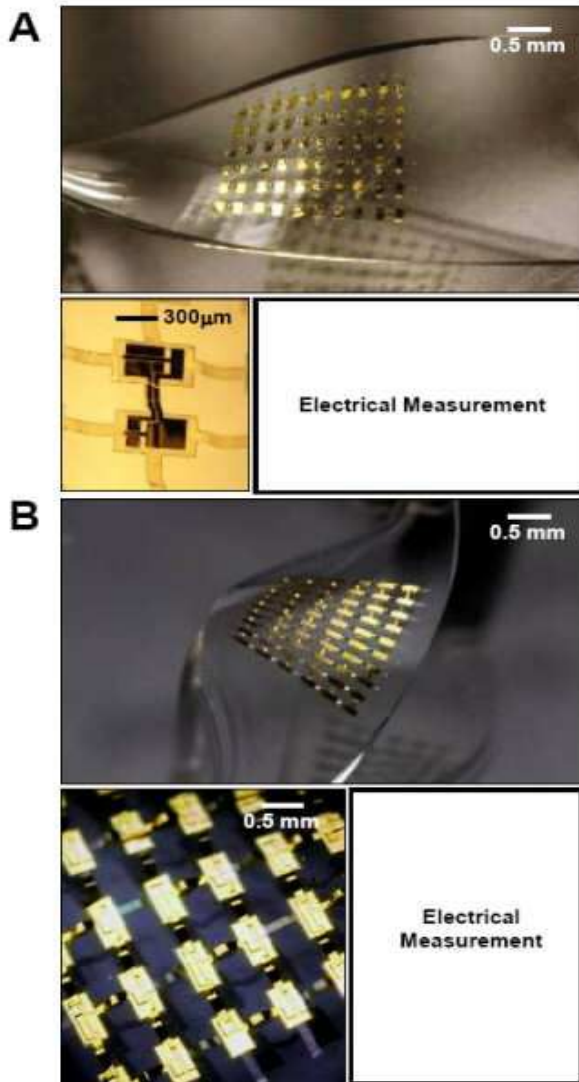 A
0.5 mm
300µm
Electrical Measurement
B
0.5 mm
0.5 mm
Electrical
Measurement